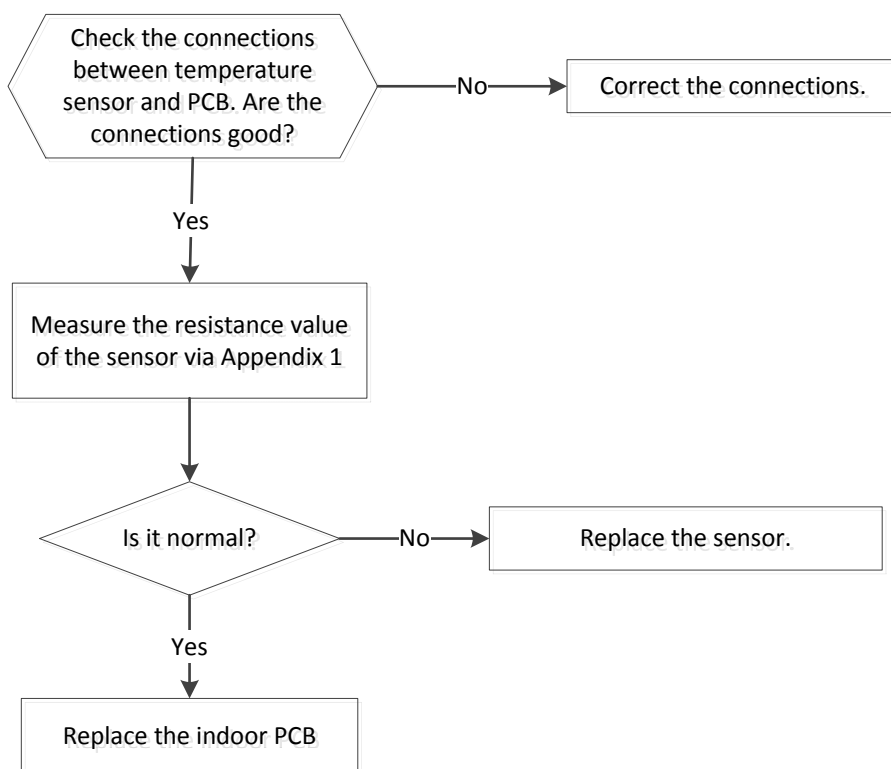 Check the connections
between temperature
sensor and PCB. Are the
connections good?
No
Correct the connections.
Yes
Measure the resistance value
of the sensor via Appendix 1
Is it normal?
No
Replace the sensor.
Yes
Replace the indoor PCB